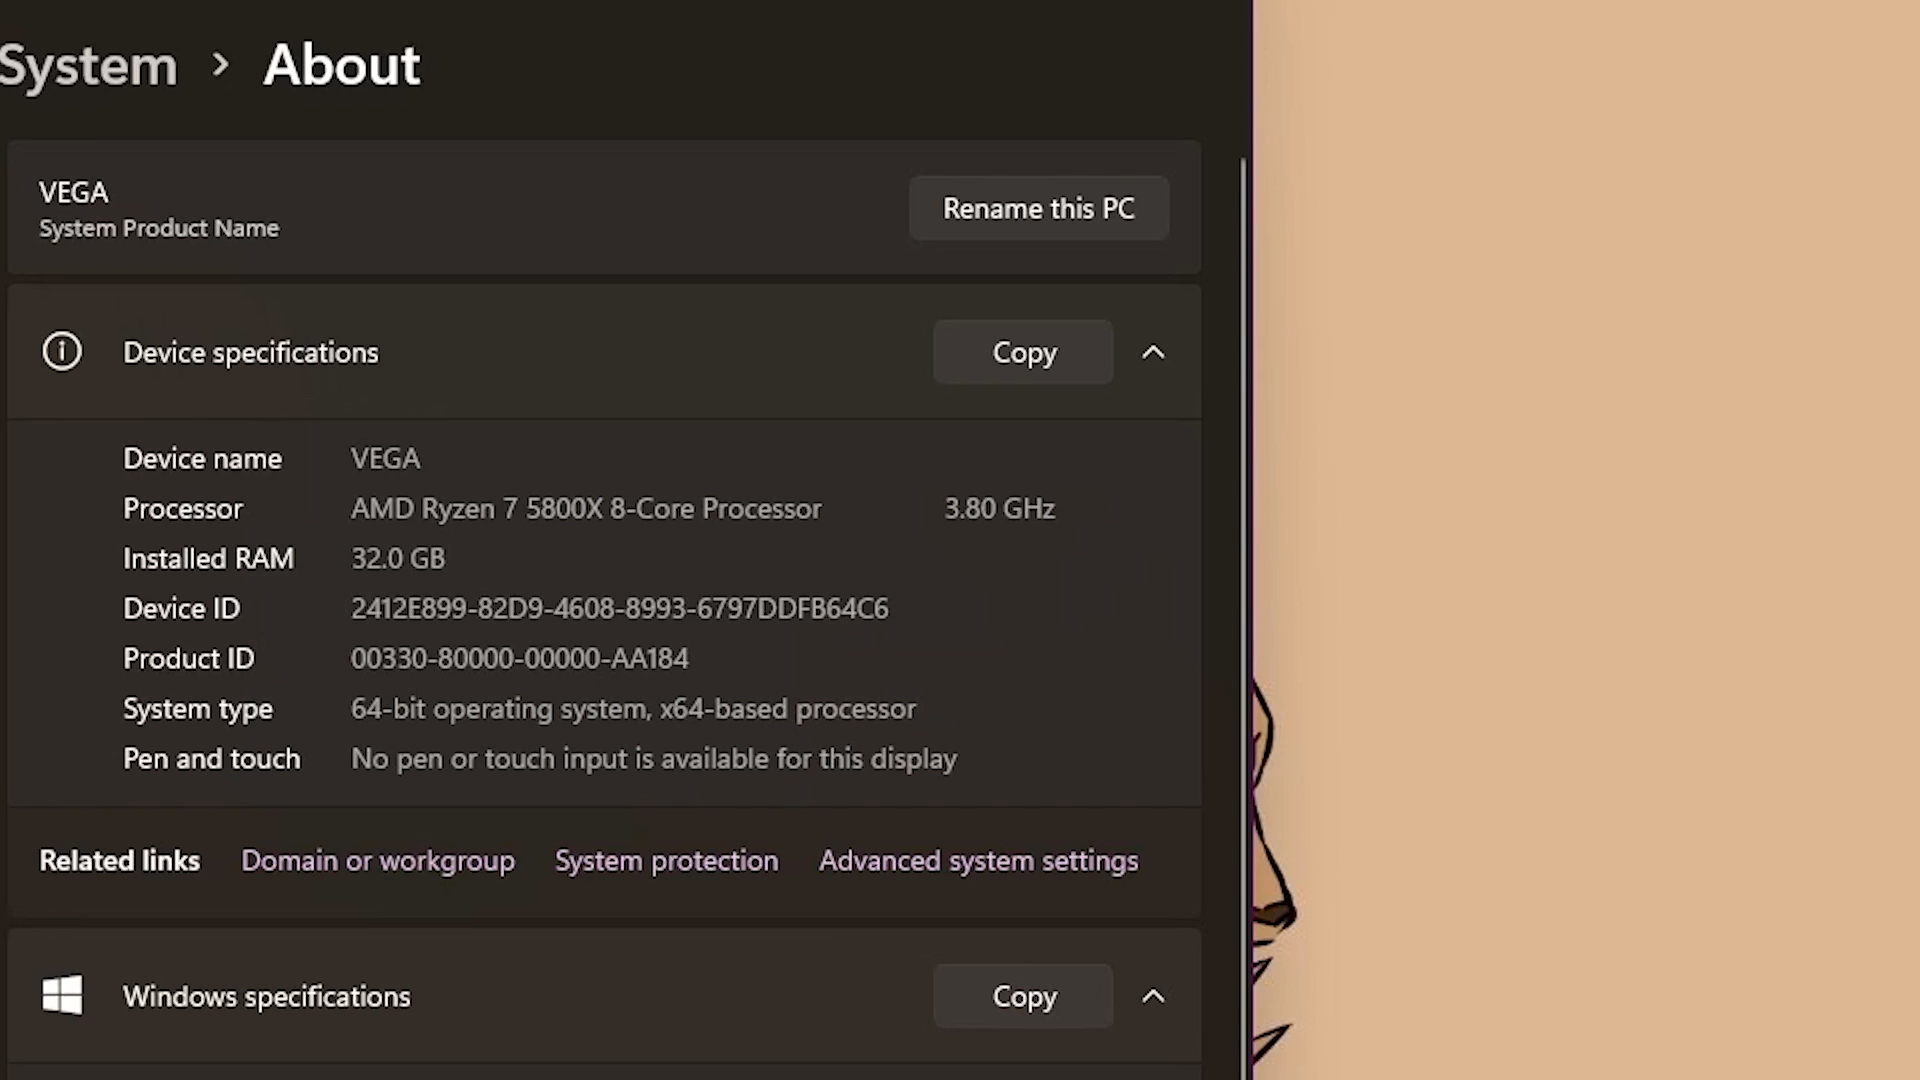 System > About
VEGA
System Product Name
Rename this PC
Device specifications
Copy
Device name VEGA
Processor AMD Ryzen 7 5800X 8-Core Processor 3.80 GHz
Installed RAM 32.0 GB
Device ID 2412E899-82D9-4608-8993-6797DDFB64C6
Product ID 00330-80000-00000-AA184
System type 64-bit operating system, x64-based processor
Pen and touch No pen or touch input is available for this display
Related links Domain or workgroup System protection Advanced system settings
Windows specifications
Copy